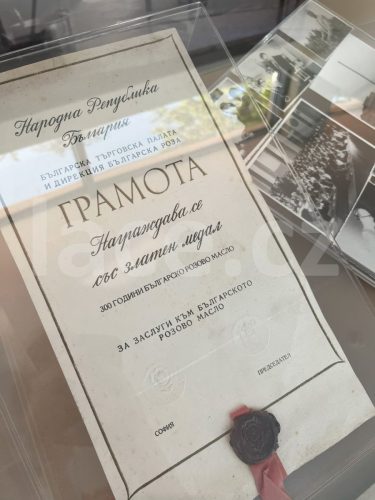 Народна Република
България
БЪЛГАРСКА ТЪРГОВСКА ПАЛАТА
И ДИРЕКЦИЯ БЪЛГАРСКА РОЗА
ГРАМОТА
Награждава се
със златен медал
300 ГОДИНИ БЪЛГАРСКО РОЗОВО МАСЛО
ЗА ЗАСЛУГИ КЪМ БЪЛГАРСКОТО
РОЗОВО МАСЛО
СОФИЯ
ПРЕДСЕДАТЕЛ